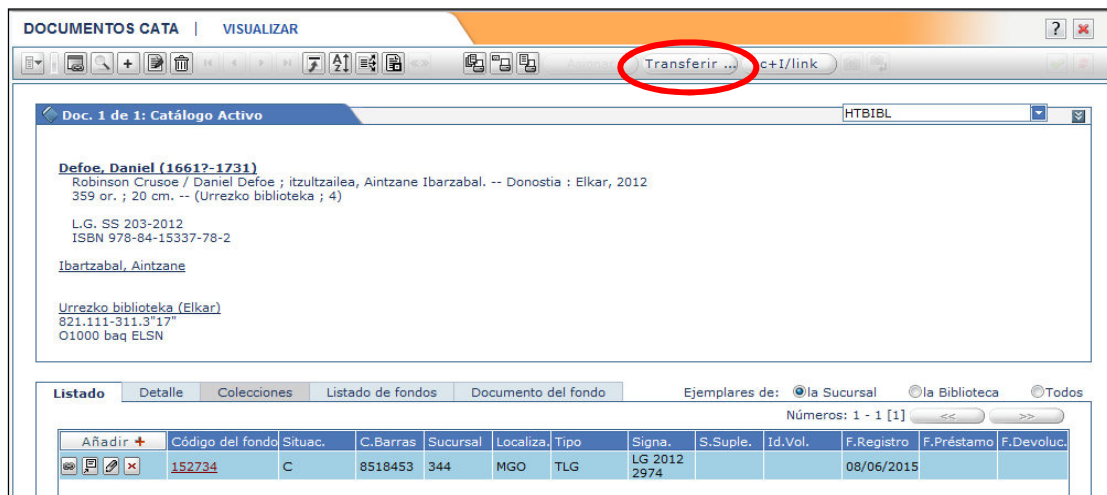 DOCUMENTOS CATA | VISUALIZAR
?
Transferir ... c+I/link
Doc. 1 de 1: Catálogo Activo HTBIBL
Defoe, Daniel (1661?-1731)
Robinson Crusoe / Daniel Defoe ; itzultzailea, Aintzane Ibarzabal. -- Donostia : Elkar, 2012
359 or. ; 20 cm. -- (Urrezko biblioteka ; 4)
L.G. SS 203-2012
ISBN 978-84-15337-78-2
Ibartzabal, Aintzane
Urrezko biblioteka (Elkar)
821.111-311.3"17"
O1000 baq ELSN
Listado Detalle Colecciones Listado de fondos Documento del fondo Ejemplares de: la Sucursal la Biblioteca Todos
Números: 1 - 1 [1] << >>
Añadir + Código del fondo Situac. C.Barras Sucursal Localiza. Tipo Signa. S.Suple. Id.Vol. F.Registro F.Préstamo F.Devoluc.
152734 C 8518453 344 MGO TLG LG 2012 2974 08/06/2015